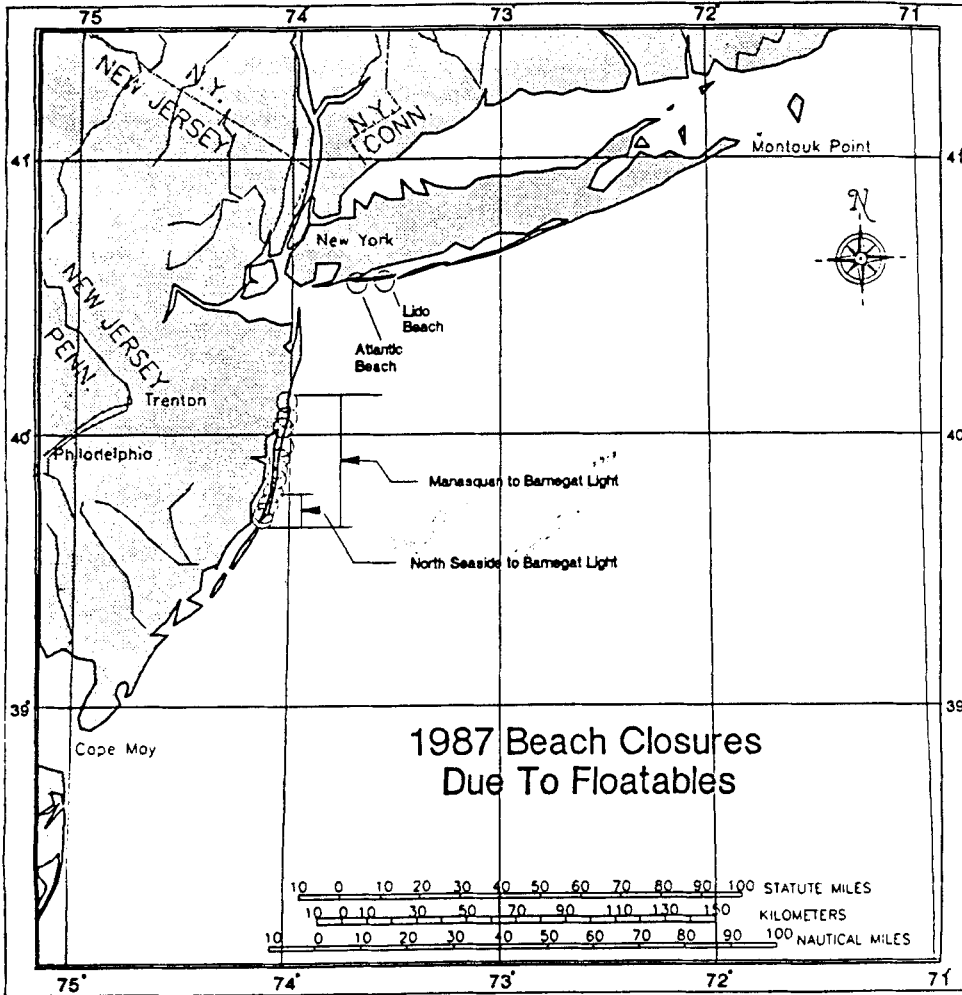 75° 74° 73° 72° 71°
N.Y.
NEW JERSEY
N.Y.
CONN
41° 41°
Montauk Point
N
New York
Lido
Beach
Atlantic
Beach
NEW JERSEY
PENN.
Trenton
40° 40°
Philadelphia
Manasquan to Barnegat Light
North Seaside to Barnegat Light
39° 39°
Cape May
1987 Beach Closures
Due To Floatables
10 0 10 20 30 40 50 60 70 80 90 100 STATUTE MILES
10 0 10 30 50 70 90 110 130 150 KILOMETERS
10 0 10 20 30 40 50 60 70 80 90 100 NAUTICAL MILES
75° 74° 73° 72° 71°